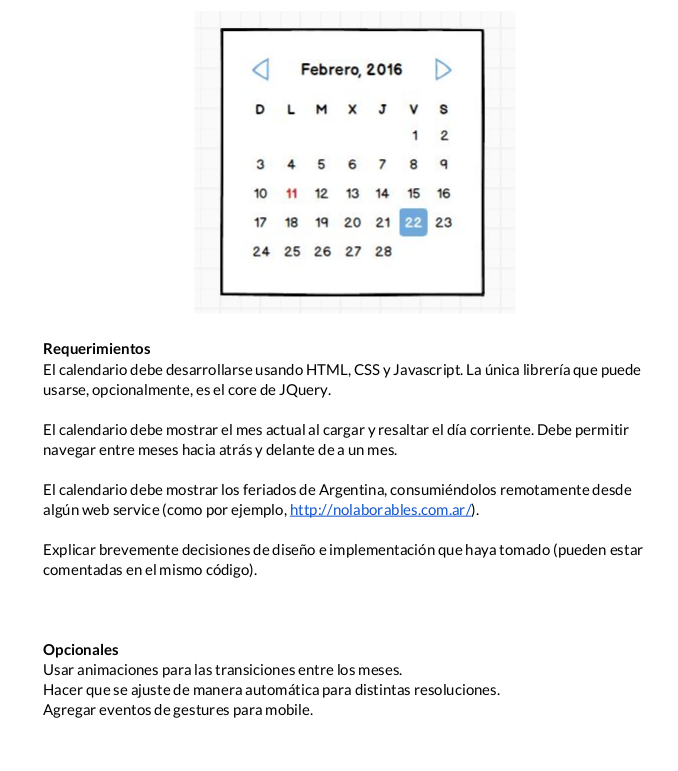 Febrero, 2016
D L M X J V S
1 2
3 4 5 6 7 8 9
10 11 12 13 14 15 16
17 18 19 20 21 22 23
24 25 26 27 28
Requerimientos
El calendario debe desarrollarse usando HTML, CSS y Javascript. La única librería que puede
usarse, opcionalmente, es el core de JQuery.
El calendario debe mostrar el mes actual al cargar y resaltar el día corriente. Debe permitir
navegar entre meses hacia atrás y delante de a un mes.
El calendario debe mostrar los feriados de Argentina, consumiéndolos remotamente desde
algún web service (como por ejemplo, http://nolaborables.com.ar/).
Explicar brevemente decisiones de diseño e implementación que haya tomado (pueden estar
comentadas en el mismo código).
Opcionales
Usar animaciones para las transiciones entre los meses.
Hacer que se ajuste de manera automática para distintas resoluciones.
Agregar eventos de gestures para mobile.